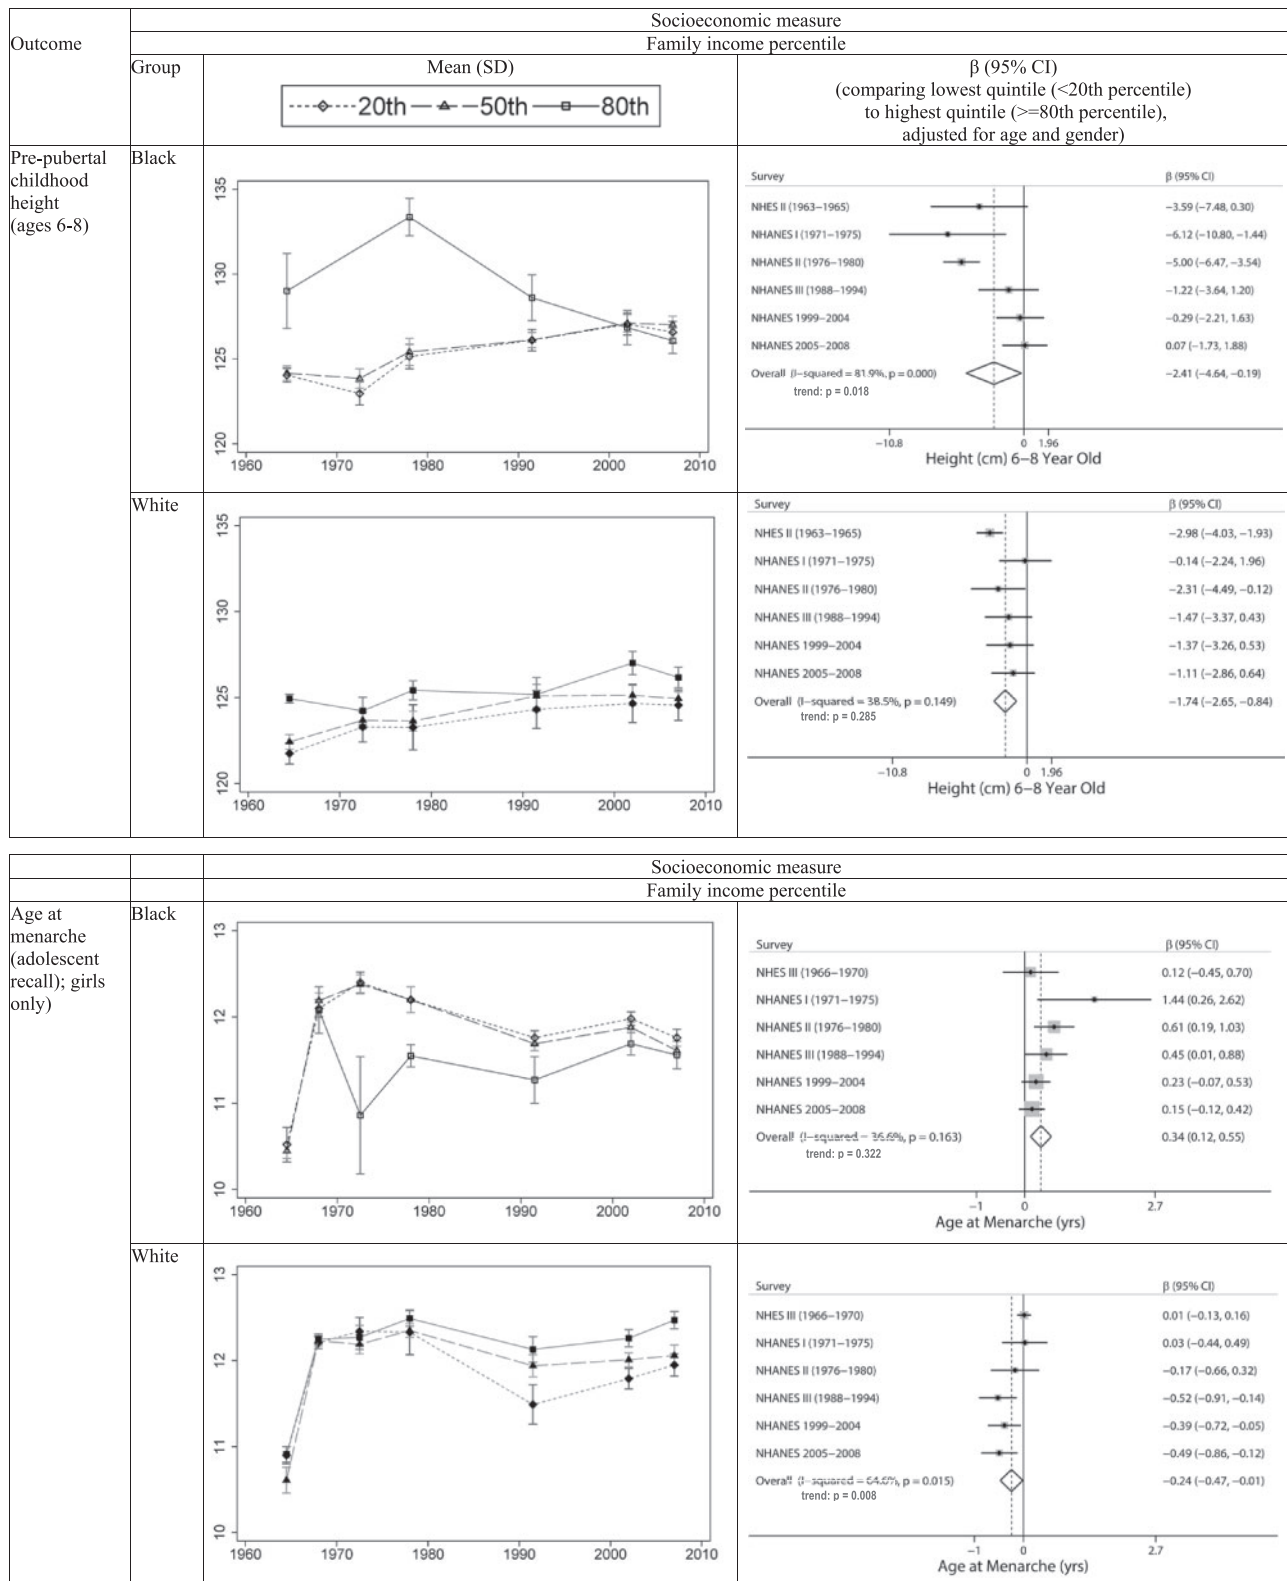 Socioeconomic measure
Outcome
Family income percentile
Group
Mean (SD)
β (95% CI)
(comparing lowest quintile (<20th percentile)
to highest quintile (>=80th percentile),
adjusted for age and gender)
20th 50th 80th
Pre-pubertal
childhood
height
(ages 6-8)
Black
135
130
125
120
1960 1970 1980 1990 2000 2010
Survey β (95% CI)
NHES II (1963–1965) −3.59 (−7.48, 0.30)
NHANES I (1971–1975) −6.12 (−10.80, −1.44)
NHANES II (1976–1980) −5.00 (−6.47, −3.54)
NHANES III (1988–1994) −1.22 (−3.64, 1.20)
NHANES 1999–2004 −0.29 (−2.21, 1.63)
NHANES 2005–2008 0.07 (−1.73, 1.88)
Overall (I−squared = 81.9%, p = 0.000) −2.41 (−4.64, −0.19)
trend: p = 0.018
−10.8 0 1.96
Height (cm) 6–8 Year Old
White
135
130
125
120
1960 1970 1980 1990 2000 2010
Survey β (95% CI)
NHES II (1963–1965) −2.98 (−4.03, −1.93)
NHANES I (1971–1975) −0.14 (−2.24, 1.96)
NHANES II (1976–1980) −2.31 (−4.49, −0.12)
NHANES III (1988–1994) −1.47 (−3.37, 0.43)
NHANES 1999–2004 −1.37 (−3.26, 0.53)
NHANES 2005–2008 −1.11 (−2.86, 0.64)
Overall (I−squared = 38.5%, p = 0.149) −1.74 (−2.65, −0.84)
trend: p = 0.285
−10.8 0 1.96
Height (cm) 6–8 Year Old
Socioeconomic measure
Family income percentile
Age at
menarche
(adolescent
recall); girls
only)
Black
13
12
11
10
1960 1970 1980 1990 2000 2010
Survey β (95% CI)
NHES III (1966–1970) 0.12 (−0.45, 0.70)
NHANES I (1971–1975) 1.44 (0.26, 2.62)
NHANES II (1976–1980) 0.61 (0.19, 1.03)
NHANES III (1988–1994) 0.45 (0.01, 0.88)
NHANES 1999–2004 0.23 (−0.07, 0.53)
NHANES 2005–2008 0.15 (−0.12, 0.42)
Overall (I−squared = 36.6%, p = 0.163) 0.34 (0.12, 0.55)
trend: p = 0.322
−1 0 2.7
Age at Menarche (yrs)
White
13
12
11
10
1960 1970 1980 1990 2000 2010
Survey β (95% CI)
NHES III (1966–1970) 0.01 (−0.13, 0.16)
NHANES I (1971–1975) 0.03 (−0.44, 0.49)
NHANES II (1976–1980) −0.17 (−0.66, 0.32)
NHANES III (1988–1994) −0.52 (−0.91, −0.14)
NHANES 1999–2004 −0.39 (−0.72, −0.05)
NHANES 2005–2008 −0.49 (−0.86, −0.12)
Overall (I−squared = 64.6%, p = 0.015) −0.24 (−0.47, −0.01)
trend: p = 0.008
−1 0 2.7
Age at Menarche (yrs)